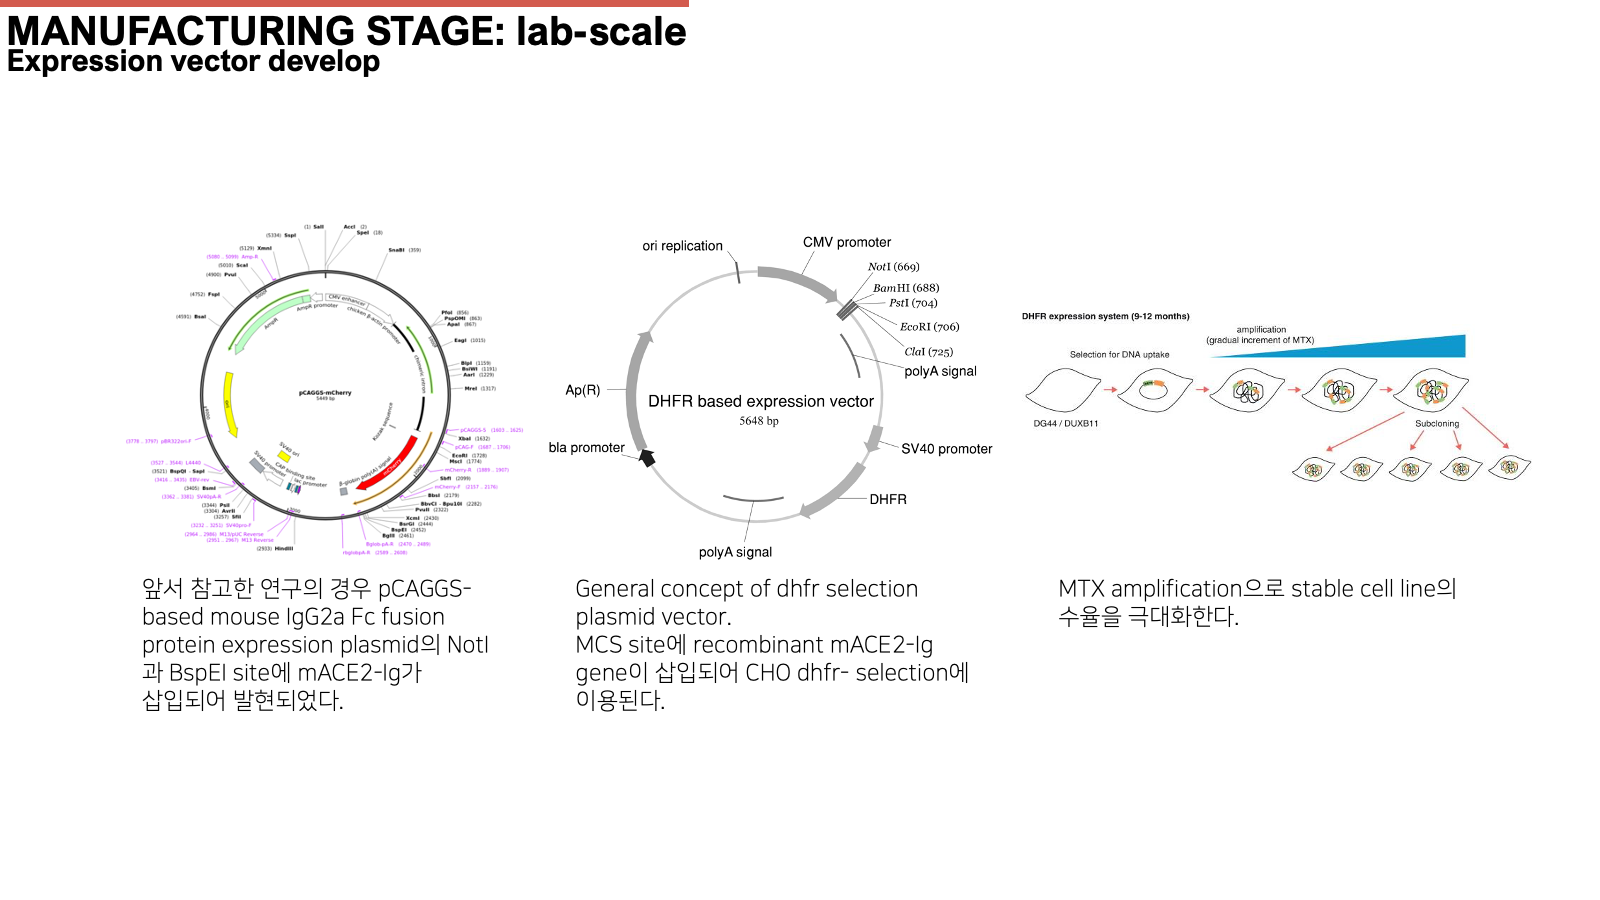 MANUFACTURING STAGE: lab-scale
Expression vector develop
(1) SalI
AccI (2)
SpeI (18)
(5334) SspI
(5129) XmnI
(5080 .. 5099) Amp-R
(5010) ScaI
(4900) PvuI
(4752) FspI
(4591) BsaI
SnaBI (359)
PfoI (856)
PspOMI (863)
ApaI (867)
EagI (1015)
BlpI (1159)
BsiWI (1181)
AarI (1229)
MreI (1317)
CMV enhancer
chicken β-actin promoter
chimeric intron
AmpR promoter
AmpR
ori
pCAGGS-mCherry
5449 bp
Kozak sequence
mCherry
β-globin poly(A) signal
SV40 ori
SV40 promoter
CAP binding site
lac promoter
pCAGGS-5 (1603 .. 1625)
XbaI (1632)
pCAG-F (1687 .. 1706)
EcoRI (1728)
MscI (1774)
mCherry-R (1889 .. 1907)
SbfI (2099)
mCherry-F (2157 .. 2176)
BbsI (2179)
BbvCI - Bpu10I (2282)
PvuII (2322)
XcmI (2430)
BsrGI (2444)
BspEI (2452)
BglII (2461)
Bglob-pA-R (2470 .. 2489)
rbglobpA-R (2589 .. 2608)
(3778 .. 3797) pBR322ori-F
(3527 .. 3544) L4440
(3521) BspQI - SapI
(3416 .. 3435) EBV-rev
(3405) BsmI
(3362 .. 3381) SV40pA-R
(3344) PsiI
(3304) AvrII
(3257) SfiI
(3232 .. 3251) SV40pro-F
(2964 .. 2986) M13/pUC Reverse
(2951 .. 2967) M13 Reverse
(2933) HindIII
ori replication
CMV promoter
NotI (669)
BamHI (688)
PstI (704)
EcoRI (706)
ClaI (725)
polyA signal
Ap(R)
DHFR based expression vector
5648 bp
bla promoter
SV40 promoter
DHFR
polyA signal
DHFR expression system (9-12 months)
amplification
(gradual increment of MTX)
Selection for DNA uptake
DG44 / DUXB11
Subcloning
앞서 참고한 연구의 경우 pCAGGS-
based mouse IgG2a Fc fusion
protein expression plasmid의 NotI
과 BspEI site에 mACE2-Ig가
삽입되어 발현되었다.
General concept of dhfr selection
plasmid vector.
MCS site에 recombinant mACE2-Ig
gene이 삽입되어 CHO dhfr- selection에
이용된다.
MTX amplification으로 stable cell line의
수율을 극대화한다.